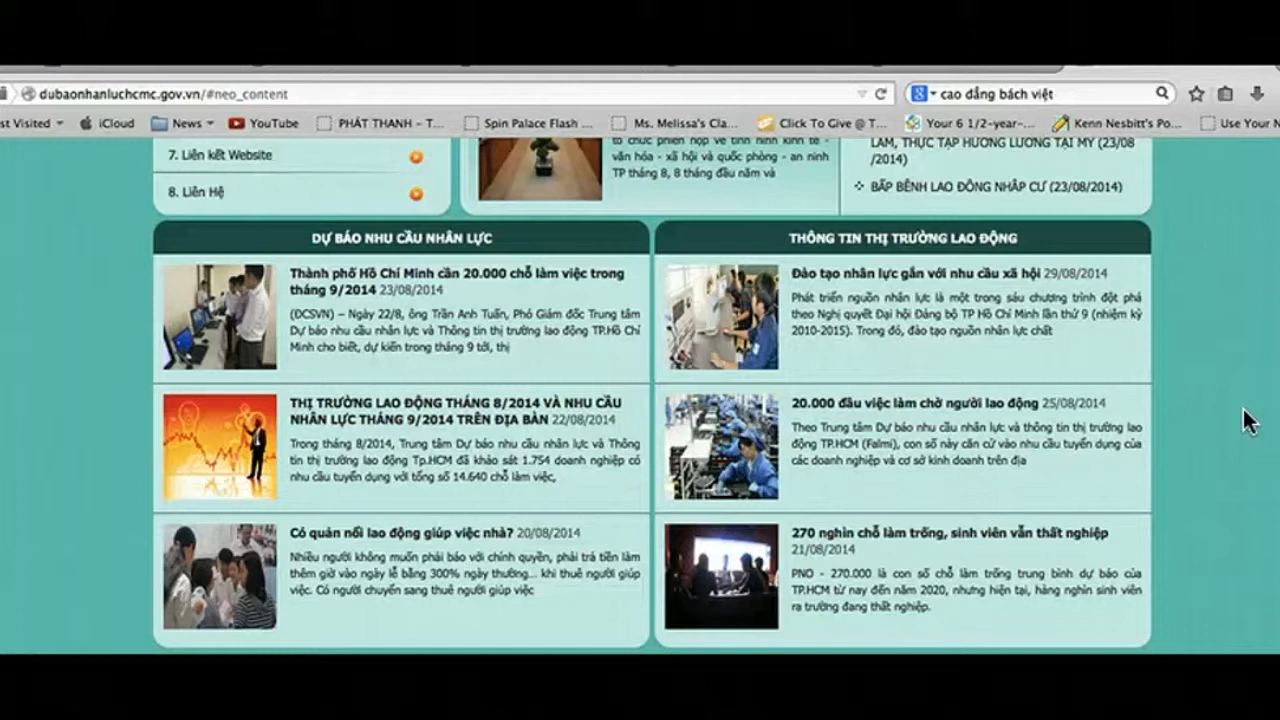 dubaonhanluchcmc.gov.vn/#neo_content
cao đẳng bách việt
st Visited
iCloud
News
YouTube
PHÁT THANH – T...
Spin Palace Flash ...
Ms. Melissa's Cla...
Click To Give @ T...
Your 6 1/2-year-...
Kenn Nesbitt's Po...
Use Your N
7. Liên kết Website
8. Liên Hệ
tổ chức phiên họp về tình hình kinh tế -
văn hóa - xã hội và quốc phòng - an ninh
TP tháng 8, 8 tháng đầu năm và
LÀM, THỰC TẬP HƯỞNG LƯƠNG TẠI MỸ (23/08
/2014)
BẤP BÊNH LAO ĐỘNG NHẬP CƯ (23/08/2014)
DỰ BÁO NHU CẦU NHÂN LỰC
Thành phố Hồ Chí Minh cần 20.000 chỗ làm việc trong
tháng 9/2014 23/08/2014
(ĐCSVN) – Ngày 22/8, ông Trần Anh Tuấn, Phó Giám đốc Trung tâm
Dự báo nhu cầu nhân lực và Thông tin thị trường lao động TP.Hồ Chí
Minh cho biết, dự kiến trong tháng 9 tới, thị
THỊ TRƯỜNG LAO ĐỘNG THÁNG 8/2014 VÀ NHU CẦU
NHÂN LỰC THÁNG 9/2014 TRÊN ĐỊA BÀN 22/08/2014
Trong tháng 8/2014, Trung tâm Dự báo nhu cầu nhân lực và Thông
tin thị trường lao động Tp.HCM đã khảo sát 1.754 doanh nghiệp có
nhu cầu tuyển dụng với tổng số 14.640 chỗ làm việc,
Có quản nổi lao động giúp việc nhà? 20/08/2014
Nhiều người không muốn phải báo với chính quyền, phải trả tiền làm
thêm giờ vào ngày lễ bằng 300% ngày thường... khi thuê người giúp
việc. Có người chuyển sang thuê người giúp việc
THÔNG TIN THỊ TRƯỜNG LAO ĐỘNG
Đào tạo nhân lực gắn với nhu cầu xã hội 29/08/2014
Phát triển nguồn nhân lực là một trong sáu chương trình đột phá
theo Nghị quyết Đại hội Đảng bộ TP Hồ Chí Minh lần thứ 9 (nhiệm kỳ
2010-2015). Trong đó, đào tạo nguồn nhân lực chất
20.000 đầu việc làm chờ người lao động 25/08/2014
Theo Trung tâm Dự báo nhu cầu nhân lực và thông tin thị trường lao
động TP.HCM (Falmi), con số này căn cứ vào nhu cầu tuyển dụng của
các doanh nghiệp và cơ sở kinh doanh trên địa
270 nghìn chỗ làm trống, sinh viên vẫn thất nghiệp
21/08/2014
PNO - 270.000 là con số chỗ làm trống trung bình dự báo của
TP.HCM từ nay đến năm 2020, nhưng hiện tại, hàng nghìn sinh viên
ra trường đang thất nghiệp.